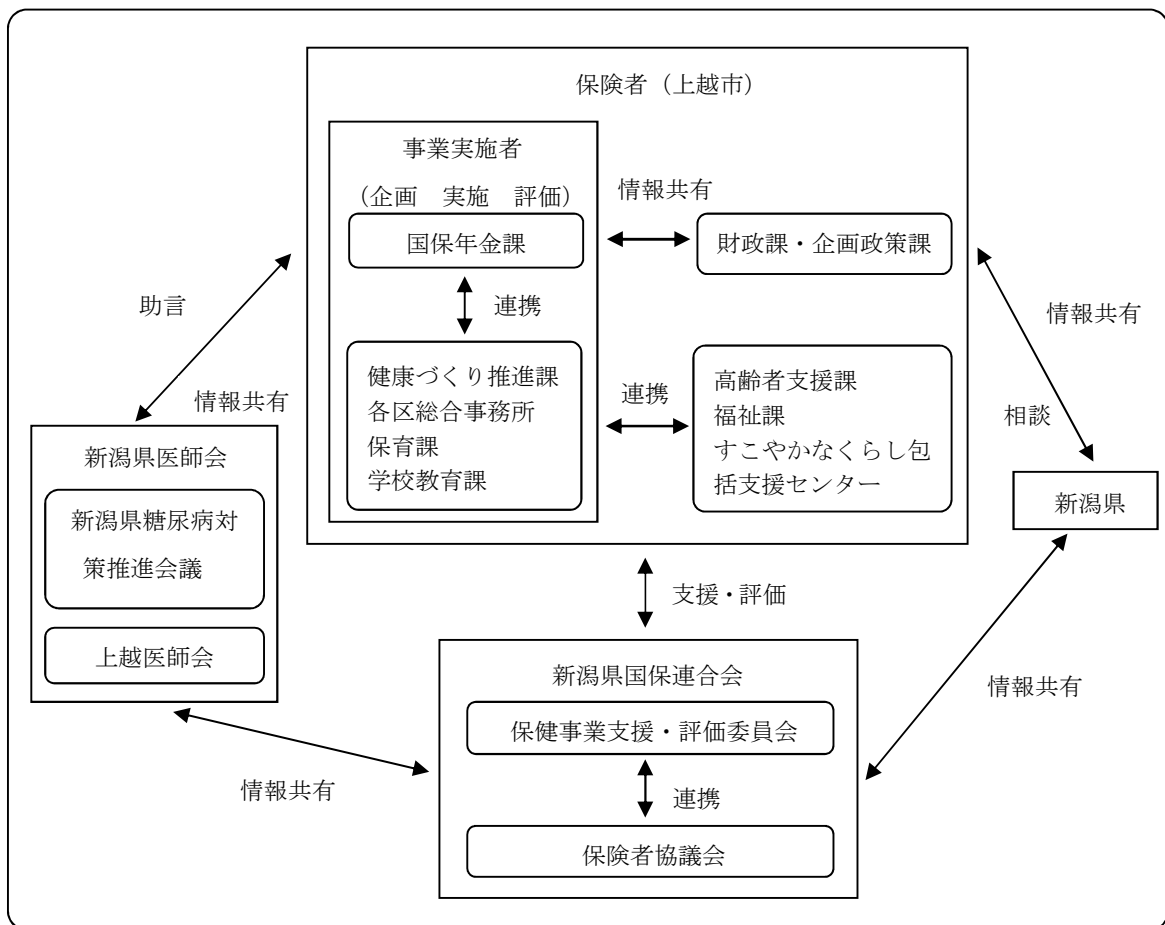 保険者（上越市）
事業実施者
（企画　実施　評価）
国保年金課
情報共有
財政課・企画政策課
連携
健康づくり推進課
各区総合事務所
保育課
学校教育課
連携
高齢者支援課
福祉課
すこやかなくらし包
括支援センター
助言
情報共有
情報共有
相談
新潟県医師会
新潟県糖尿病対
策推進会議
上越医師会
新潟県
支援・評価
新潟県国保連合会
保健事業支援・評価委員会
連携
保険者協議会
情報共有
情報共有